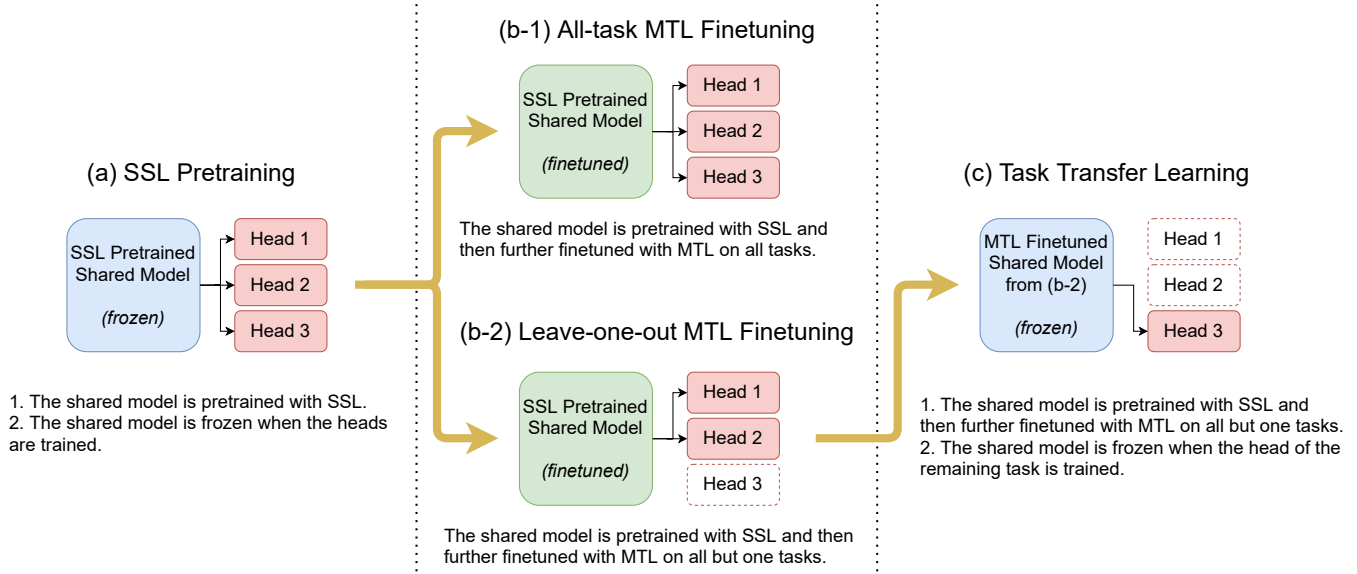 (a) SSL Pretraining
SSL Pretrained
Shared Model
(frozen)
Head 1
Head 2
Head 3
1. The shared model is pretrained with SSL.
2. The shared model is frozen when the heads
are trained.
(b-1) All-task MTL Finetuning
SSL Pretrained
Shared Model
(finetuned)
Head 1
Head 2
Head 3
The shared model is pretrained with SSL and
then further finetuned with MTL on all tasks.
(b-2) Leave-one-out MTL Finetuning
SSL Pretrained
Shared Model
(finetuned)
Head 1
Head 2
Head 3
The shared model is pretrained with SSL and then
further finetuned with MTL on all but one tasks.
(c) Task Transfer Learning
MTL Finetuned
Shared Model
from (b-2)
(frozen)
Head 1
Head 2
Head 3
1. The shared model is pretrained with SSL and
then further finetuned with MTL on all but one tasks.
2. The shared model is frozen when the head of the
remaining task is trained.